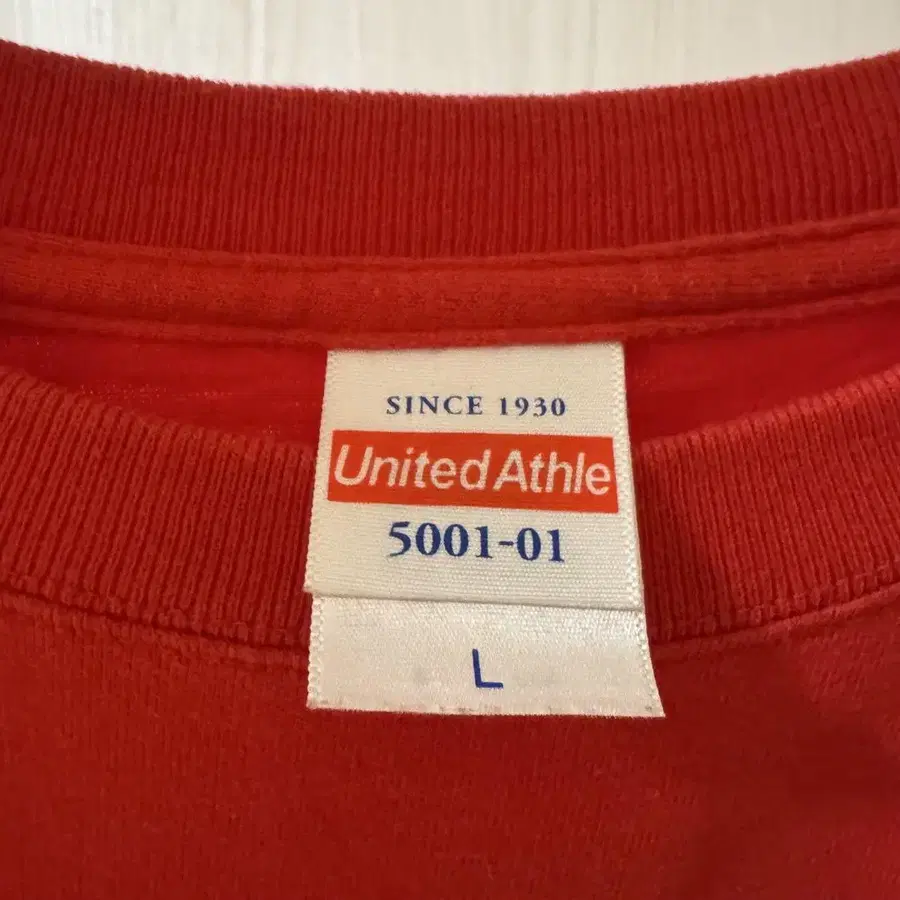 SINCE 1930
United Athle
5001-01
L